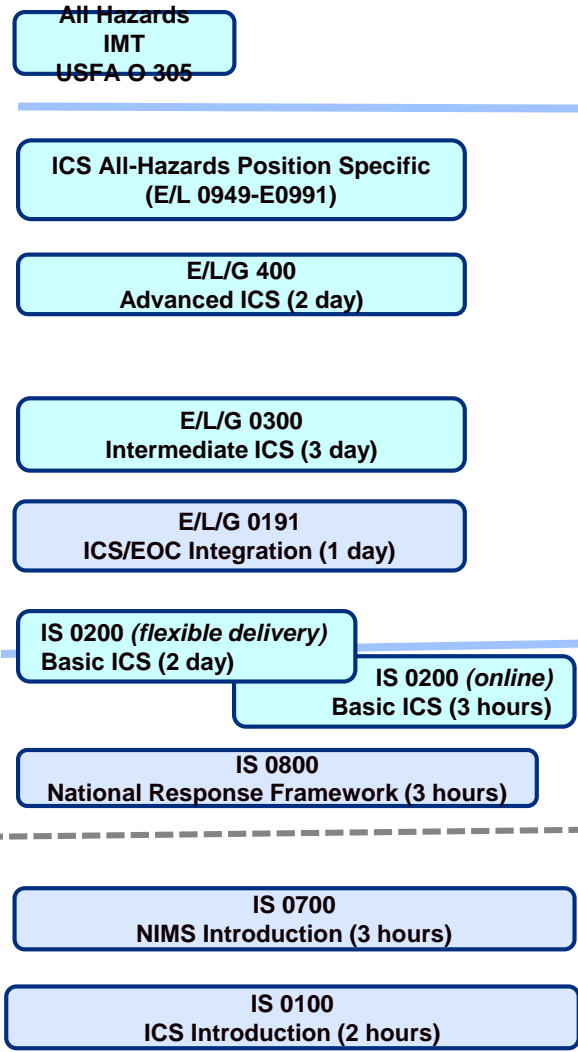 All Hazards
IMT
USFA O 305
ICS All-Hazards Position Specific
(E/L 0949-E0991)
E/L/G 400
Advanced ICS (2 day)
E/L/G 0300
Intermediate ICS (3 day)
E/L/G 0191
ICS/EOC Integration (1 day)
IS 0200 (flexible delivery)
Basic ICS (2 day)
IS 0200 (online)
Basic ICS (3 hours)
IS 0800
National Response Framework (3 hours)
IS 0700
NIMS Introduction (3 hours)
IS 0100
ICS Introduction (2 hours)